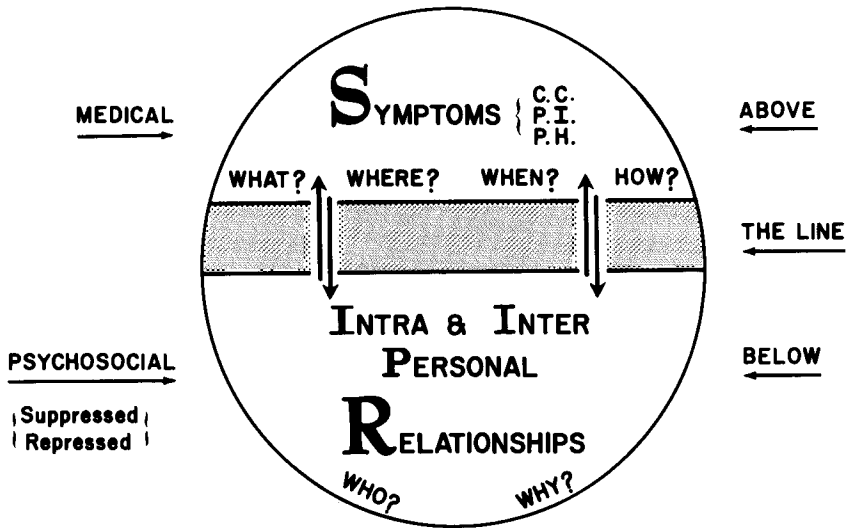 MEDICAL
SYMPTOMS
C.C.
P.I.
P.H.
ABOVE
WHAT? WHERE? WHEN? HOW?
THE LINE
INTRA & INTER
PERSONAL
PSYCHOSOCIAL
BELOW
Suppressed
Repressed
RELATIONSHIPS
WHO? WHY?